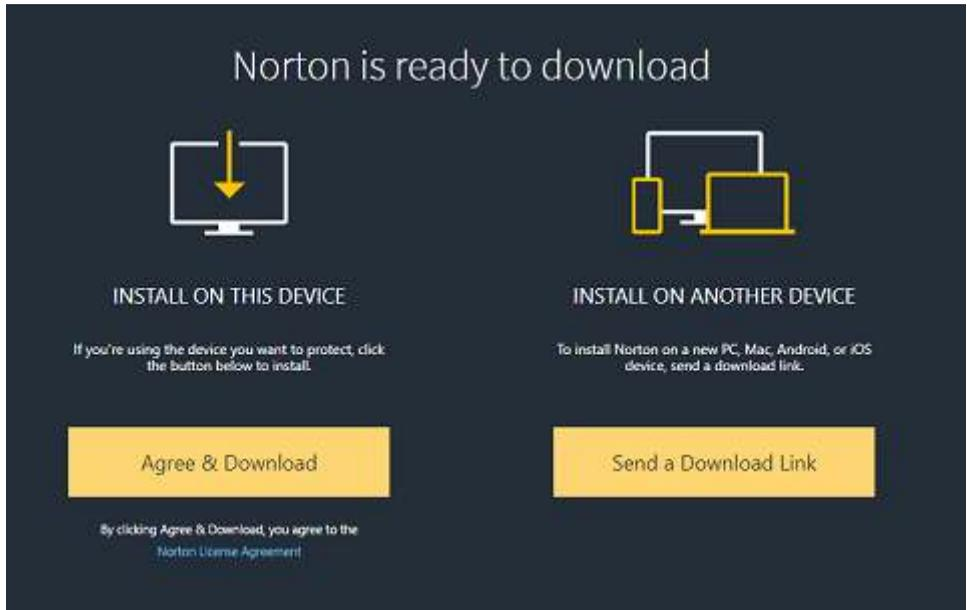 Norton is ready to download
INSTALL ON THIS DEVICE
If you're using the device you want to protect, click
the button below to install.
Agree & Download
By clicking Agree & Download, you agree to the
Norton License Agreement
INSTALL ON ANOTHER DEVICE
To install Norton on a new PC, Mac, Android, or iOS
device, send a download link.
Send a Download Link